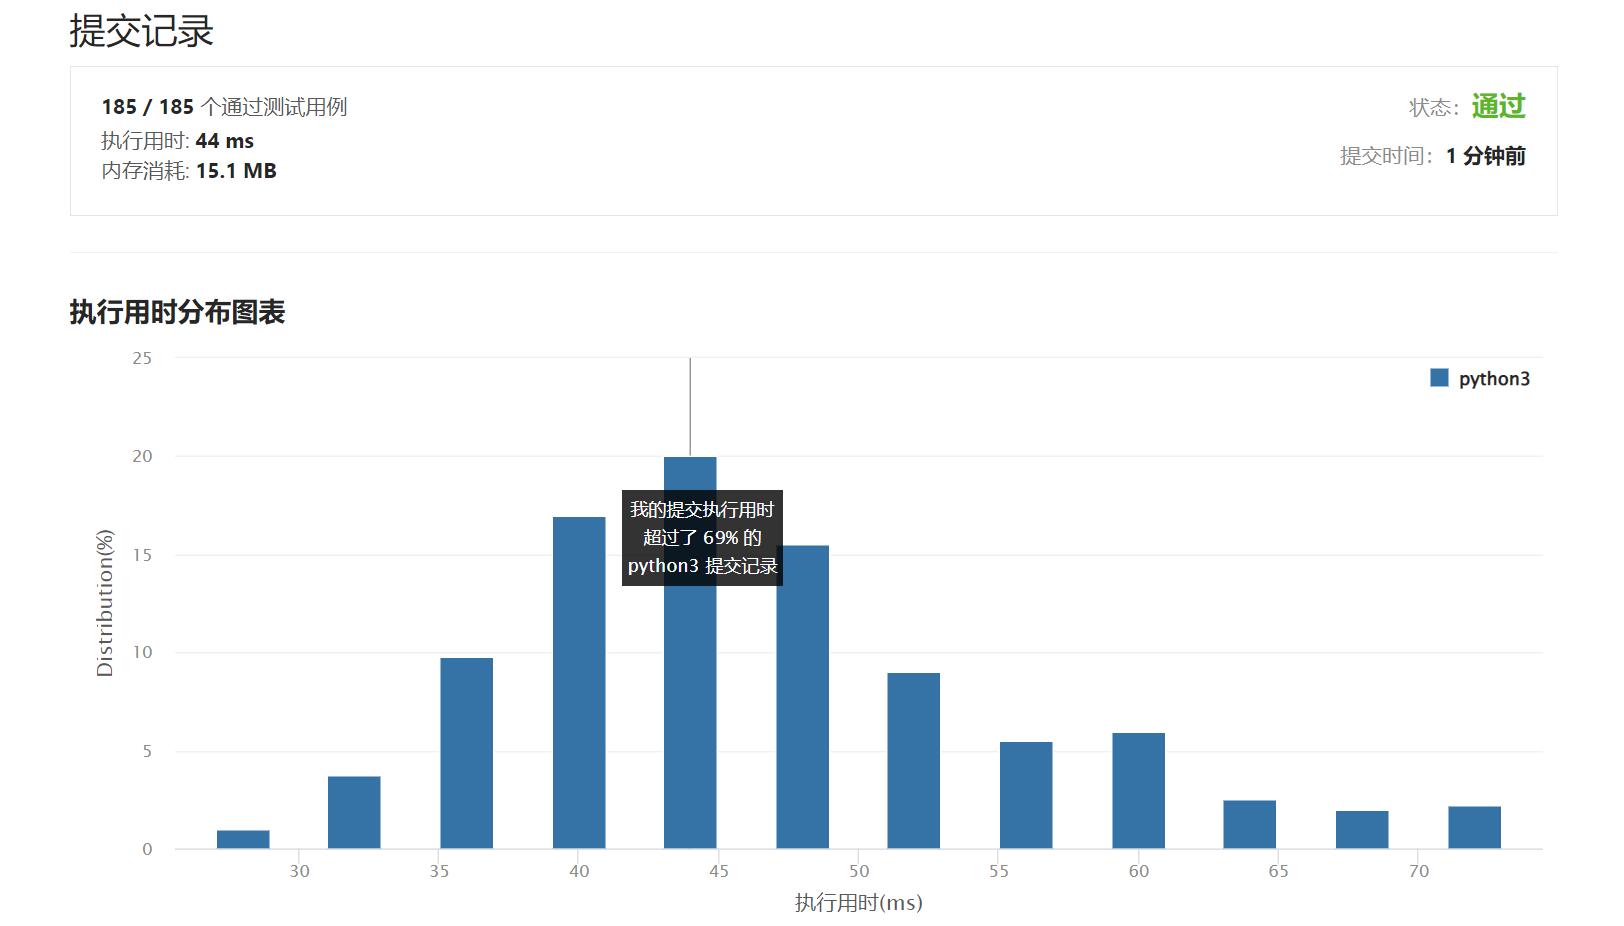 提交记录
185 / 185 个通过测试用例
状态：通过
执行用时: 44 ms
内存消耗: 15.1 MB
提交时间：1 分钟前
执行用时分布图表
25
python3
20
我的提交执行用时
超过了 69% 的
python3 提交记录
15
Distribution(%)
10
5
0
30 35 40 45 50 55 60 65 70
执行用时(ms)